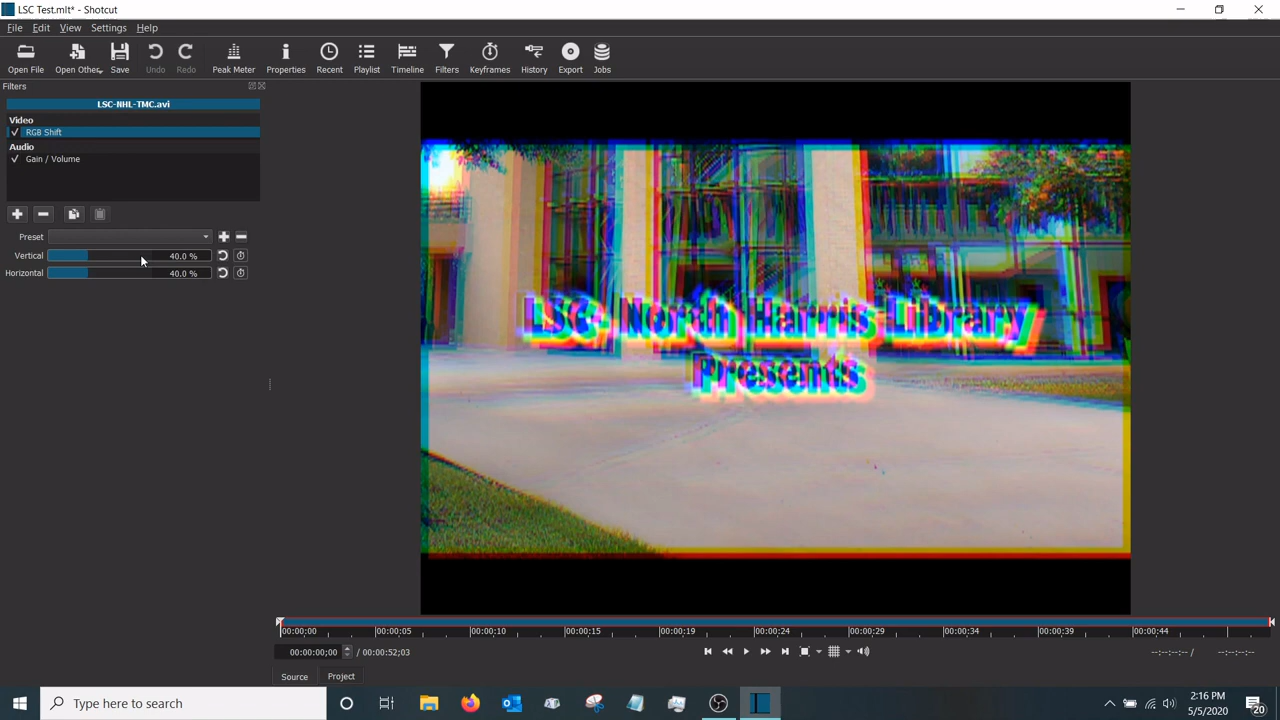 LSC Test.mlt* - Shotcut
File Edit View Settings Help
Open File Open Other Save Undo Redo Peak Meter Properties Recent Playlist Timeline Filters Keyframes History Export Jobs
Filters
LSC-NHL-TMC.avi
Video
RGB Shift
Audio
Gain / Volume
Preset
Vertical 40.0 %
Horizontal 40.0 %
LSC- North Harris Library
Presents
00:00:00 00:00:05 00:00:10 00:00:15 00:00:19 00:00:24 00:00:29 00:00:34 00:00:39 00:00:44
00:00:00;00 / 00:00:52;03 --:--:--:-- / --:--:--:--
Source Project
Type here to search
2:16 PM
5/5/2020
20